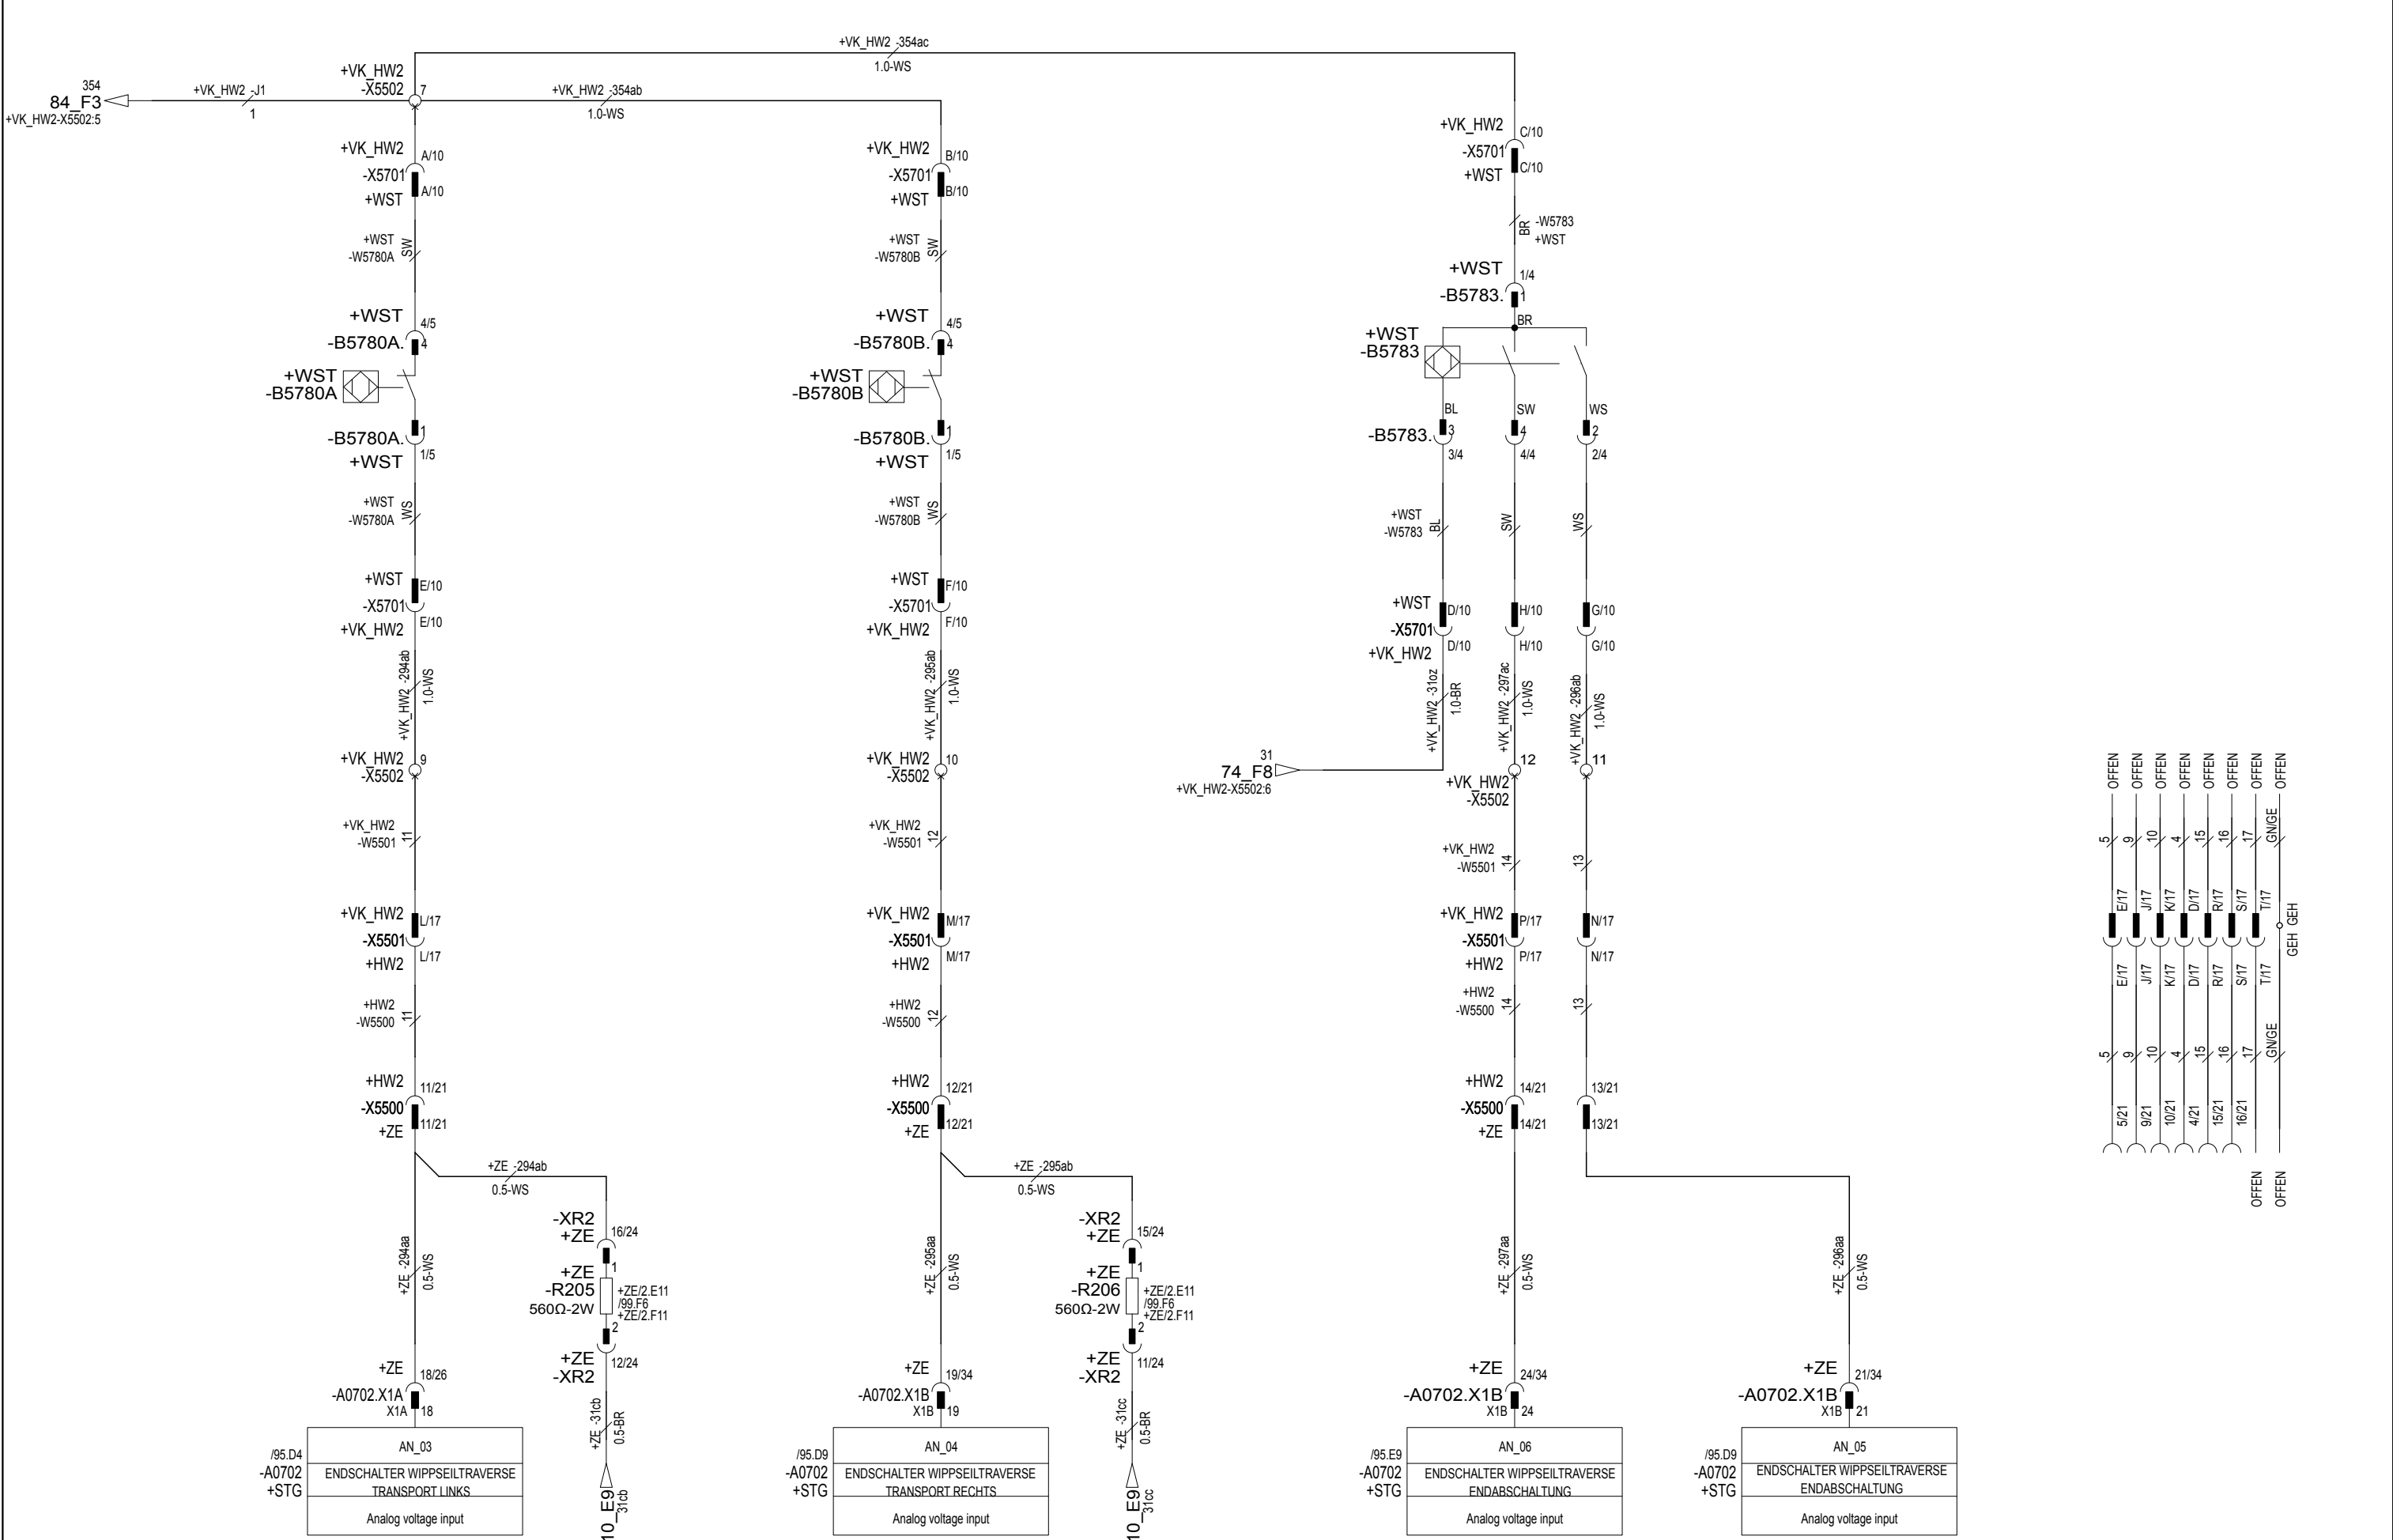 +VK_HW2 -354ac
1.0-WS
354
84_F3
+VK_HW2-X5502:5
+VK_HW2 -J1
1
+VK_HW2
-X5502
7
+VK_HW2 -354ab
1.0-WS
+VK_HW2
-X5701
+WST
A/10
A/10
+WST
-W5780A
SW
+WST
-B5780A.
4/5
4
+WST
-B5780A
-B5780A.
+WST
1
1/5
+WST
-W5780A
WS
+WST
-X5701
+VK_HW2
E/10
E/10
+VK_HW2 -294ab
1.0-WS
+VK_HW2
-X5502
9
+VK_HW2
-W5501
11
+VK_HW2
-X5501
+HW2
L/17
L/17
+HW2
-W5500
11
+HW2
-X5500
+ZE
11/21
11/21
+ZE -294ab
0.5-WS
+ZE -294aa
0.5-WS
-XR2
+ZE
16/24
1
+ZE
-R205
560Ω-2W
+ZE/2.E11
/99.F6
+ZE/2.F11
2
+ZE
-XR2
12/24
+ZE -31cb
0.5-BR
10_E9
31cb
+ZE
-A0702.X1A
X1A
18/26
18
/95.D4
-A0702
+STG
AN_03
ENDSCHALTER WIPPSEILTRAVERSE
TRANSPORT LINKS
Analog voltage input
+VK_HW2
-X5701
+WST
B/10
B/10
+WST
-W5780B
SW
+WST
-B5780B.
4/5
4
+WST
-B5780B
-B5780B.
+WST
1
1/5
+WST
-W5780B
WS
+WST
-X5701
+VK_HW2
F/10
F/10
+VK_HW2 -295ab
1.0-WS
+VK_HW2
-X5502
10
+VK_HW2
-W5501
12
+VK_HW2
-X5501
+HW2
M/17
M/17
+HW2
-W5500
12
+HW2
-X5500
+ZE
12/21
12/21
+ZE -295ab
0.5-WS
+ZE -295aa
0.5-WS
-XR2
+ZE
15/24
1
+ZE
-R206
560Ω-2W
+ZE/2.E11
/99.F6
+ZE/2.F11
2
+ZE
-XR2
11/24
+ZE -31cc
0.5-BR
10_E9
31cc
+ZE
-A0702.X1B
X1B
19/34
19
/95.D9
-A0702
+STG
AN_04
ENDSCHALTER WIPPSEILTRAVERSE
TRANSPORT RECHTS
Analog voltage input
+VK_HW2
-X5701
+WST
C/10
C/10
BR
-W5783
+WST
+WST
-B5783.
1/4
1
BR
+WST
-B5783
BL
SW
WS
-B5783.
3
4
2
3/4
4/4
2/4
+WST
-W5783
BL
SW
WS
+WST
-X5701
+VK_HW2
D/10
H/10
G/10
D/10
H/10
G/10
+VK_HW2 -31oz
1.0-BR
+VK_HW2 -297ac
1.0-WS
+VK_HW2 -296ab
1.0-WS
31
74_F8
+VK_HW2-X5502:6
12
11
+VK_HW2
-X5502
+VK_HW2
-W5501
14
13
+VK_HW2
-X5501
+HW2
P/17
N/17
P/17
N/17
+HW2
-W5500
14
13
+HW2
-X5500
+ZE
14/21
13/21
14/21
13/21
+ZE -297aa
0.5-WS
+ZE -296aa
0.5-WS
+ZE
-A0702.X1B
X1B
24/34
24
/95.E9
-A0702
+STG
AN_06
ENDSCHALTER WIPPSEILTRAVERSE
ENDABSCHALTUNG
Analog voltage input
+ZE
-A0702.X1B
X1B
21/34
21
/95.D9
-A0702
+STG
AN_05
ENDSCHALTER WIPPSEILTRAVERSE
ENDABSCHALTUNG
Analog voltage input
OFFEN OFFEN OFFEN OFFEN OFFEN OFFEN OFFEN OFFEN
5 9 10 4 15 16 17 GN/GE
E/17 J/17 K/17 D/17 R/17 S/17 T/17 GEH
E/17 J/17 K/17 D/17 R/17 S/17 T/17 GEH
5 9 10 4 15 16 17 GN/GE
5/21 9/21 10/21 4/21 15/21 16/21
OFFEN OFFEN